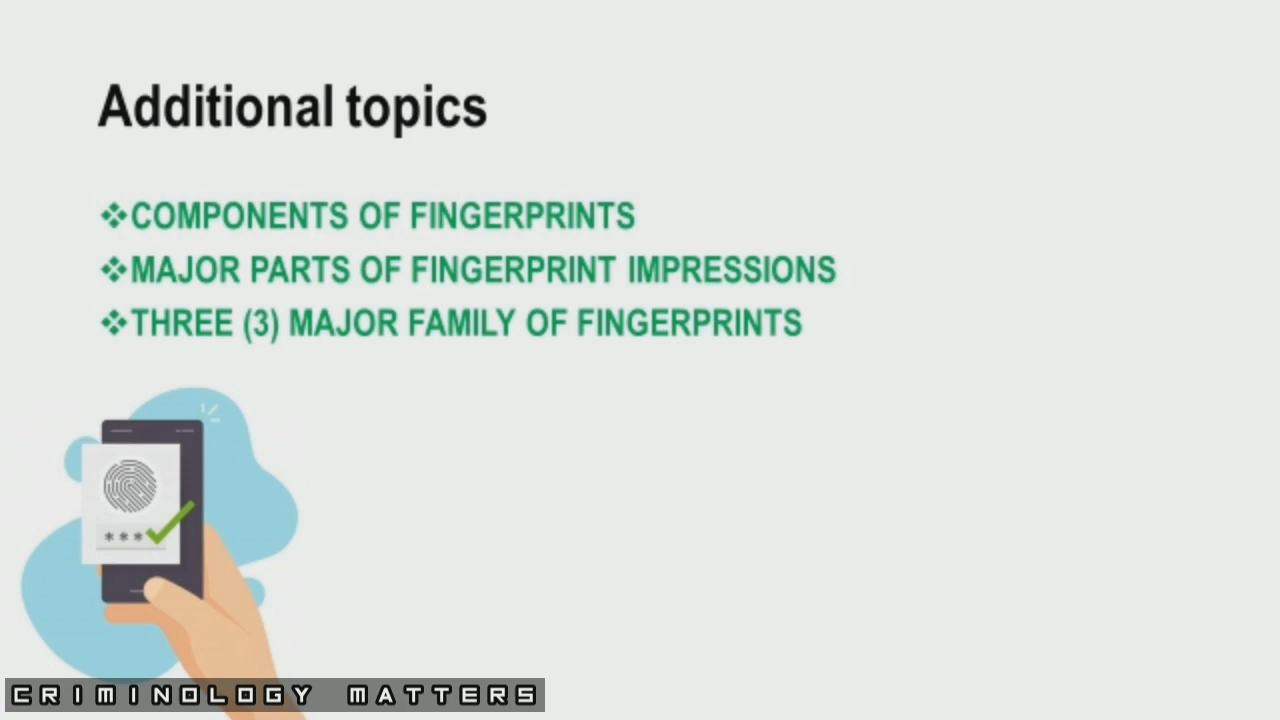 Additional topics
❖COMPONENTS OF FINGERPRINTS
❖MAJOR PARTS OF FINGERPRINT IMPRESSIONS
❖THREE (3) MAJOR FAMILY OF FINGERPRINTS
***
CRIMINOLOGY MATTERS